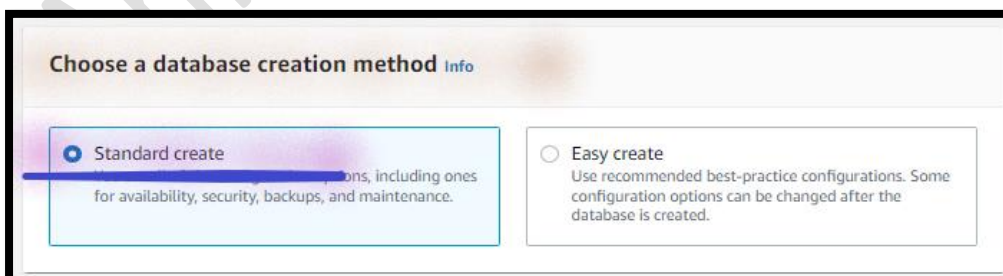 Choose a database creation method Info
Standard create
options, including ones
for availability, security, backups, and maintenance.
Easy create
Use recommended best-practice configurations. Some
configuration options can be changed after the
database is created.